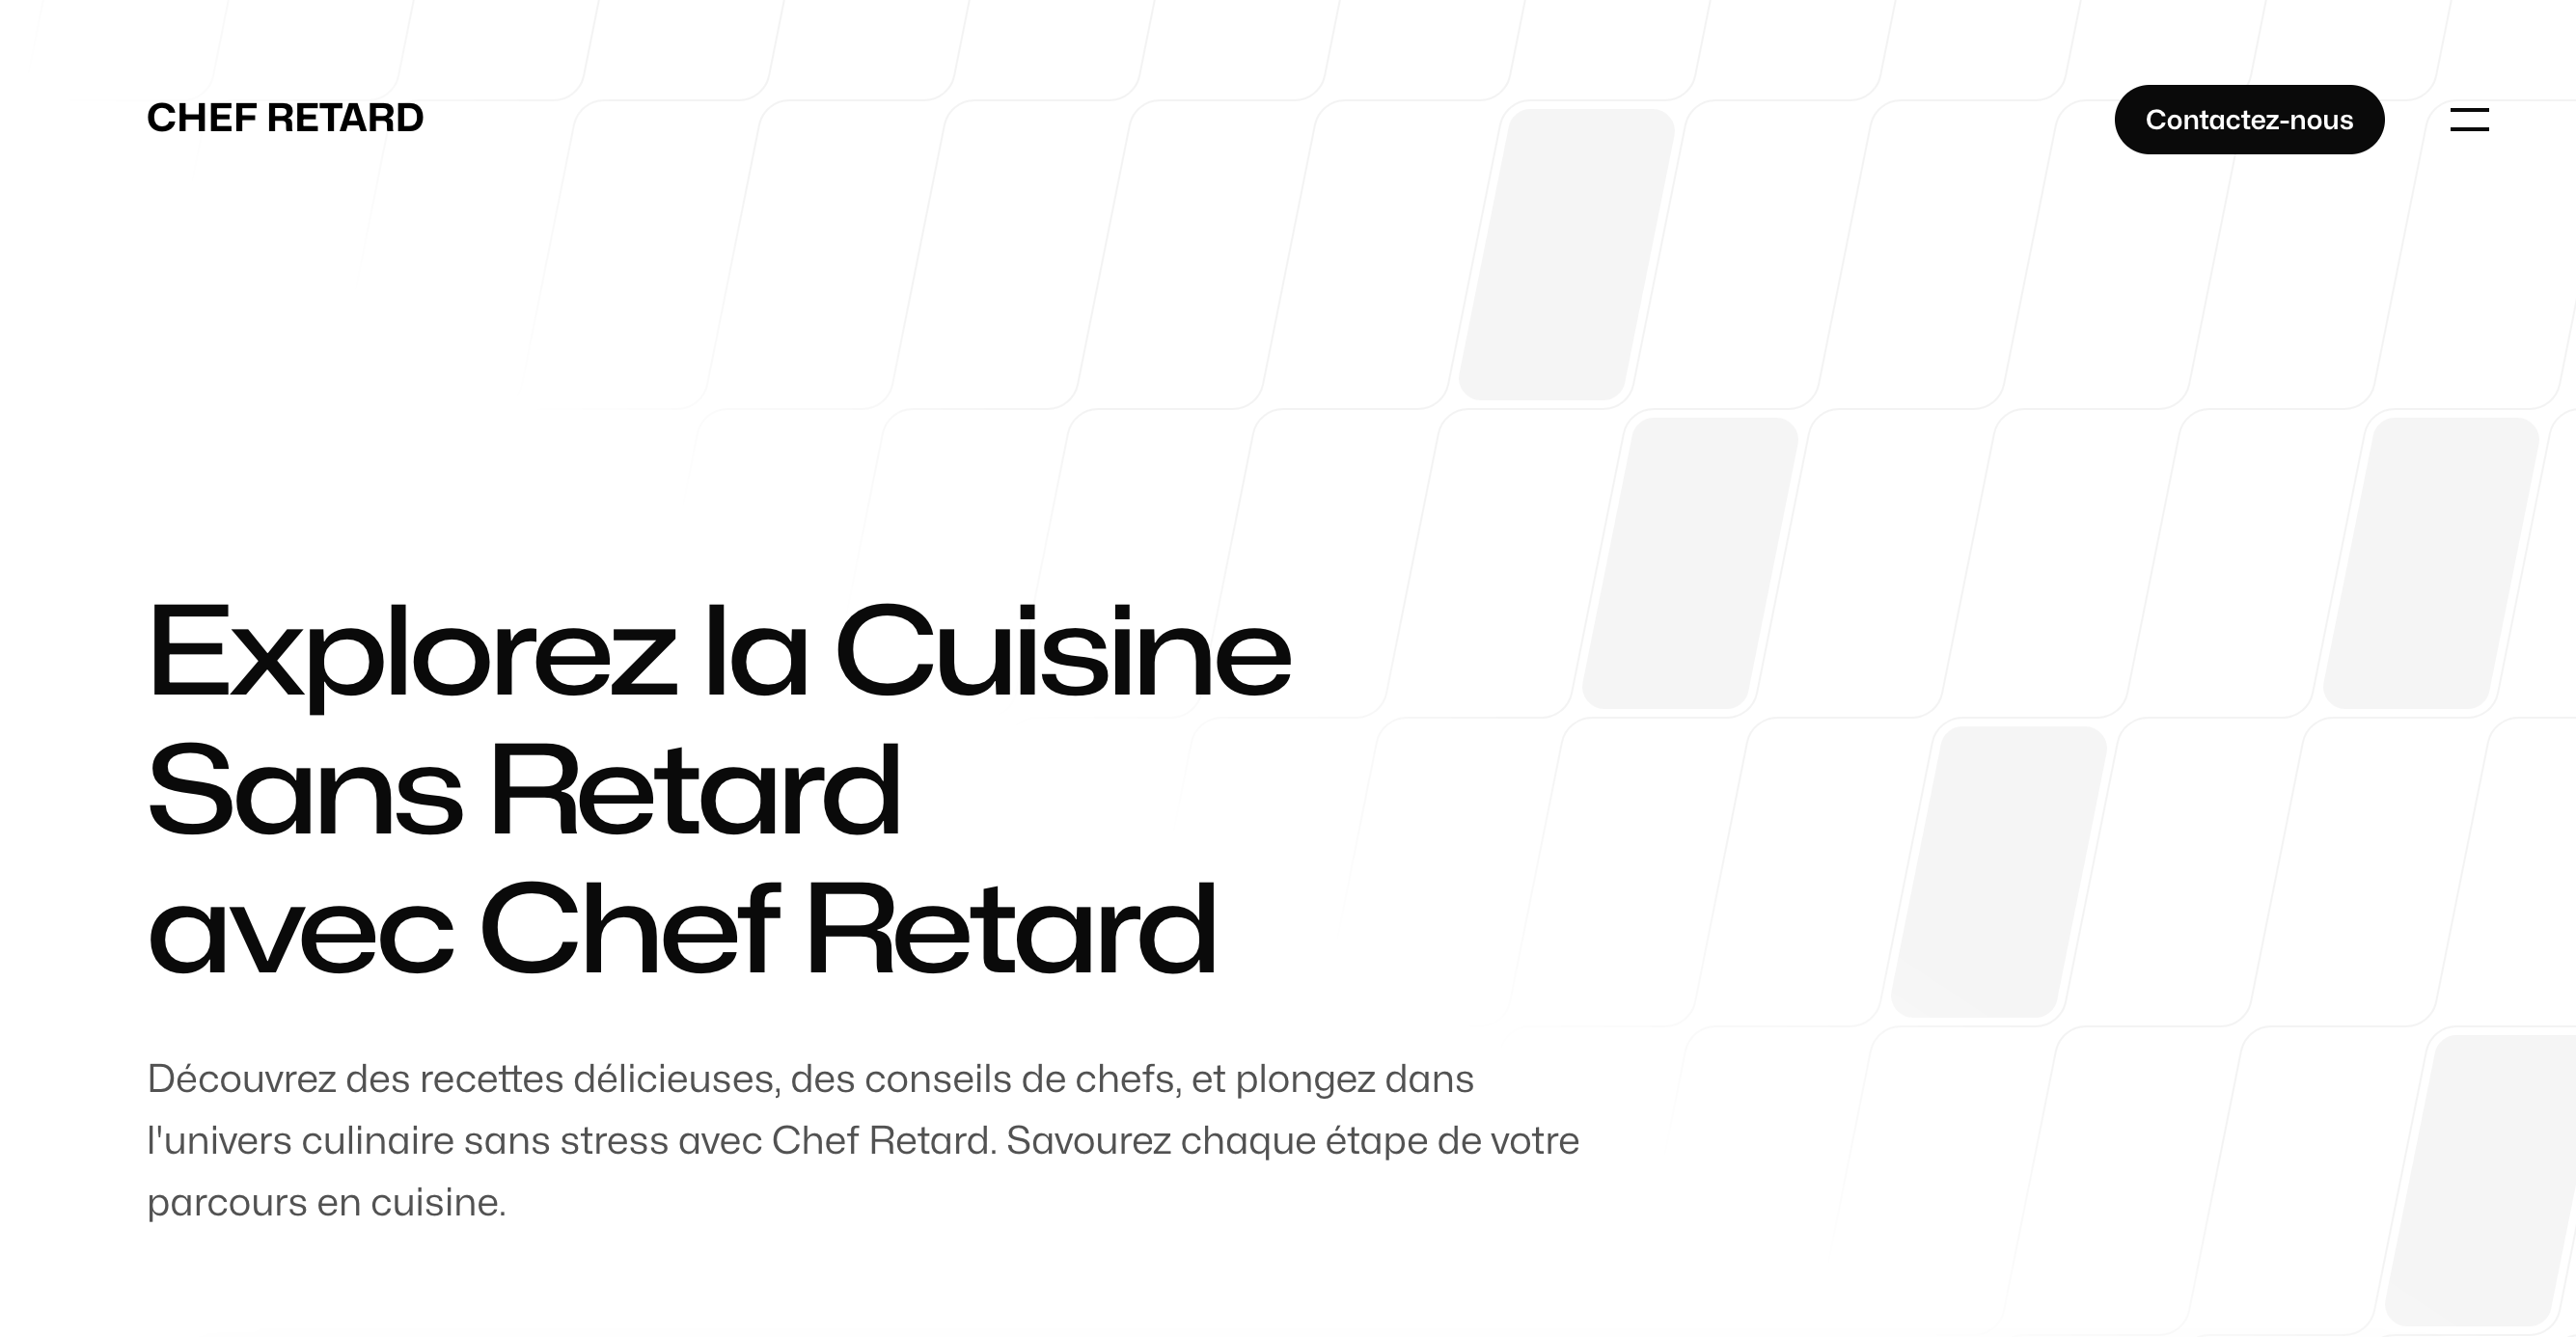 CHEF RETARD
Contactez-nous
Explorez la Cuisine
Sans Retard
avec Chef Retard
Découvrez des recettes délicieuses, des conseils de chefs, et plongez dans
l'univers culinaire sans stress avec Chef Retard. Savourez chaque étape de votre
parcours en cuisine.